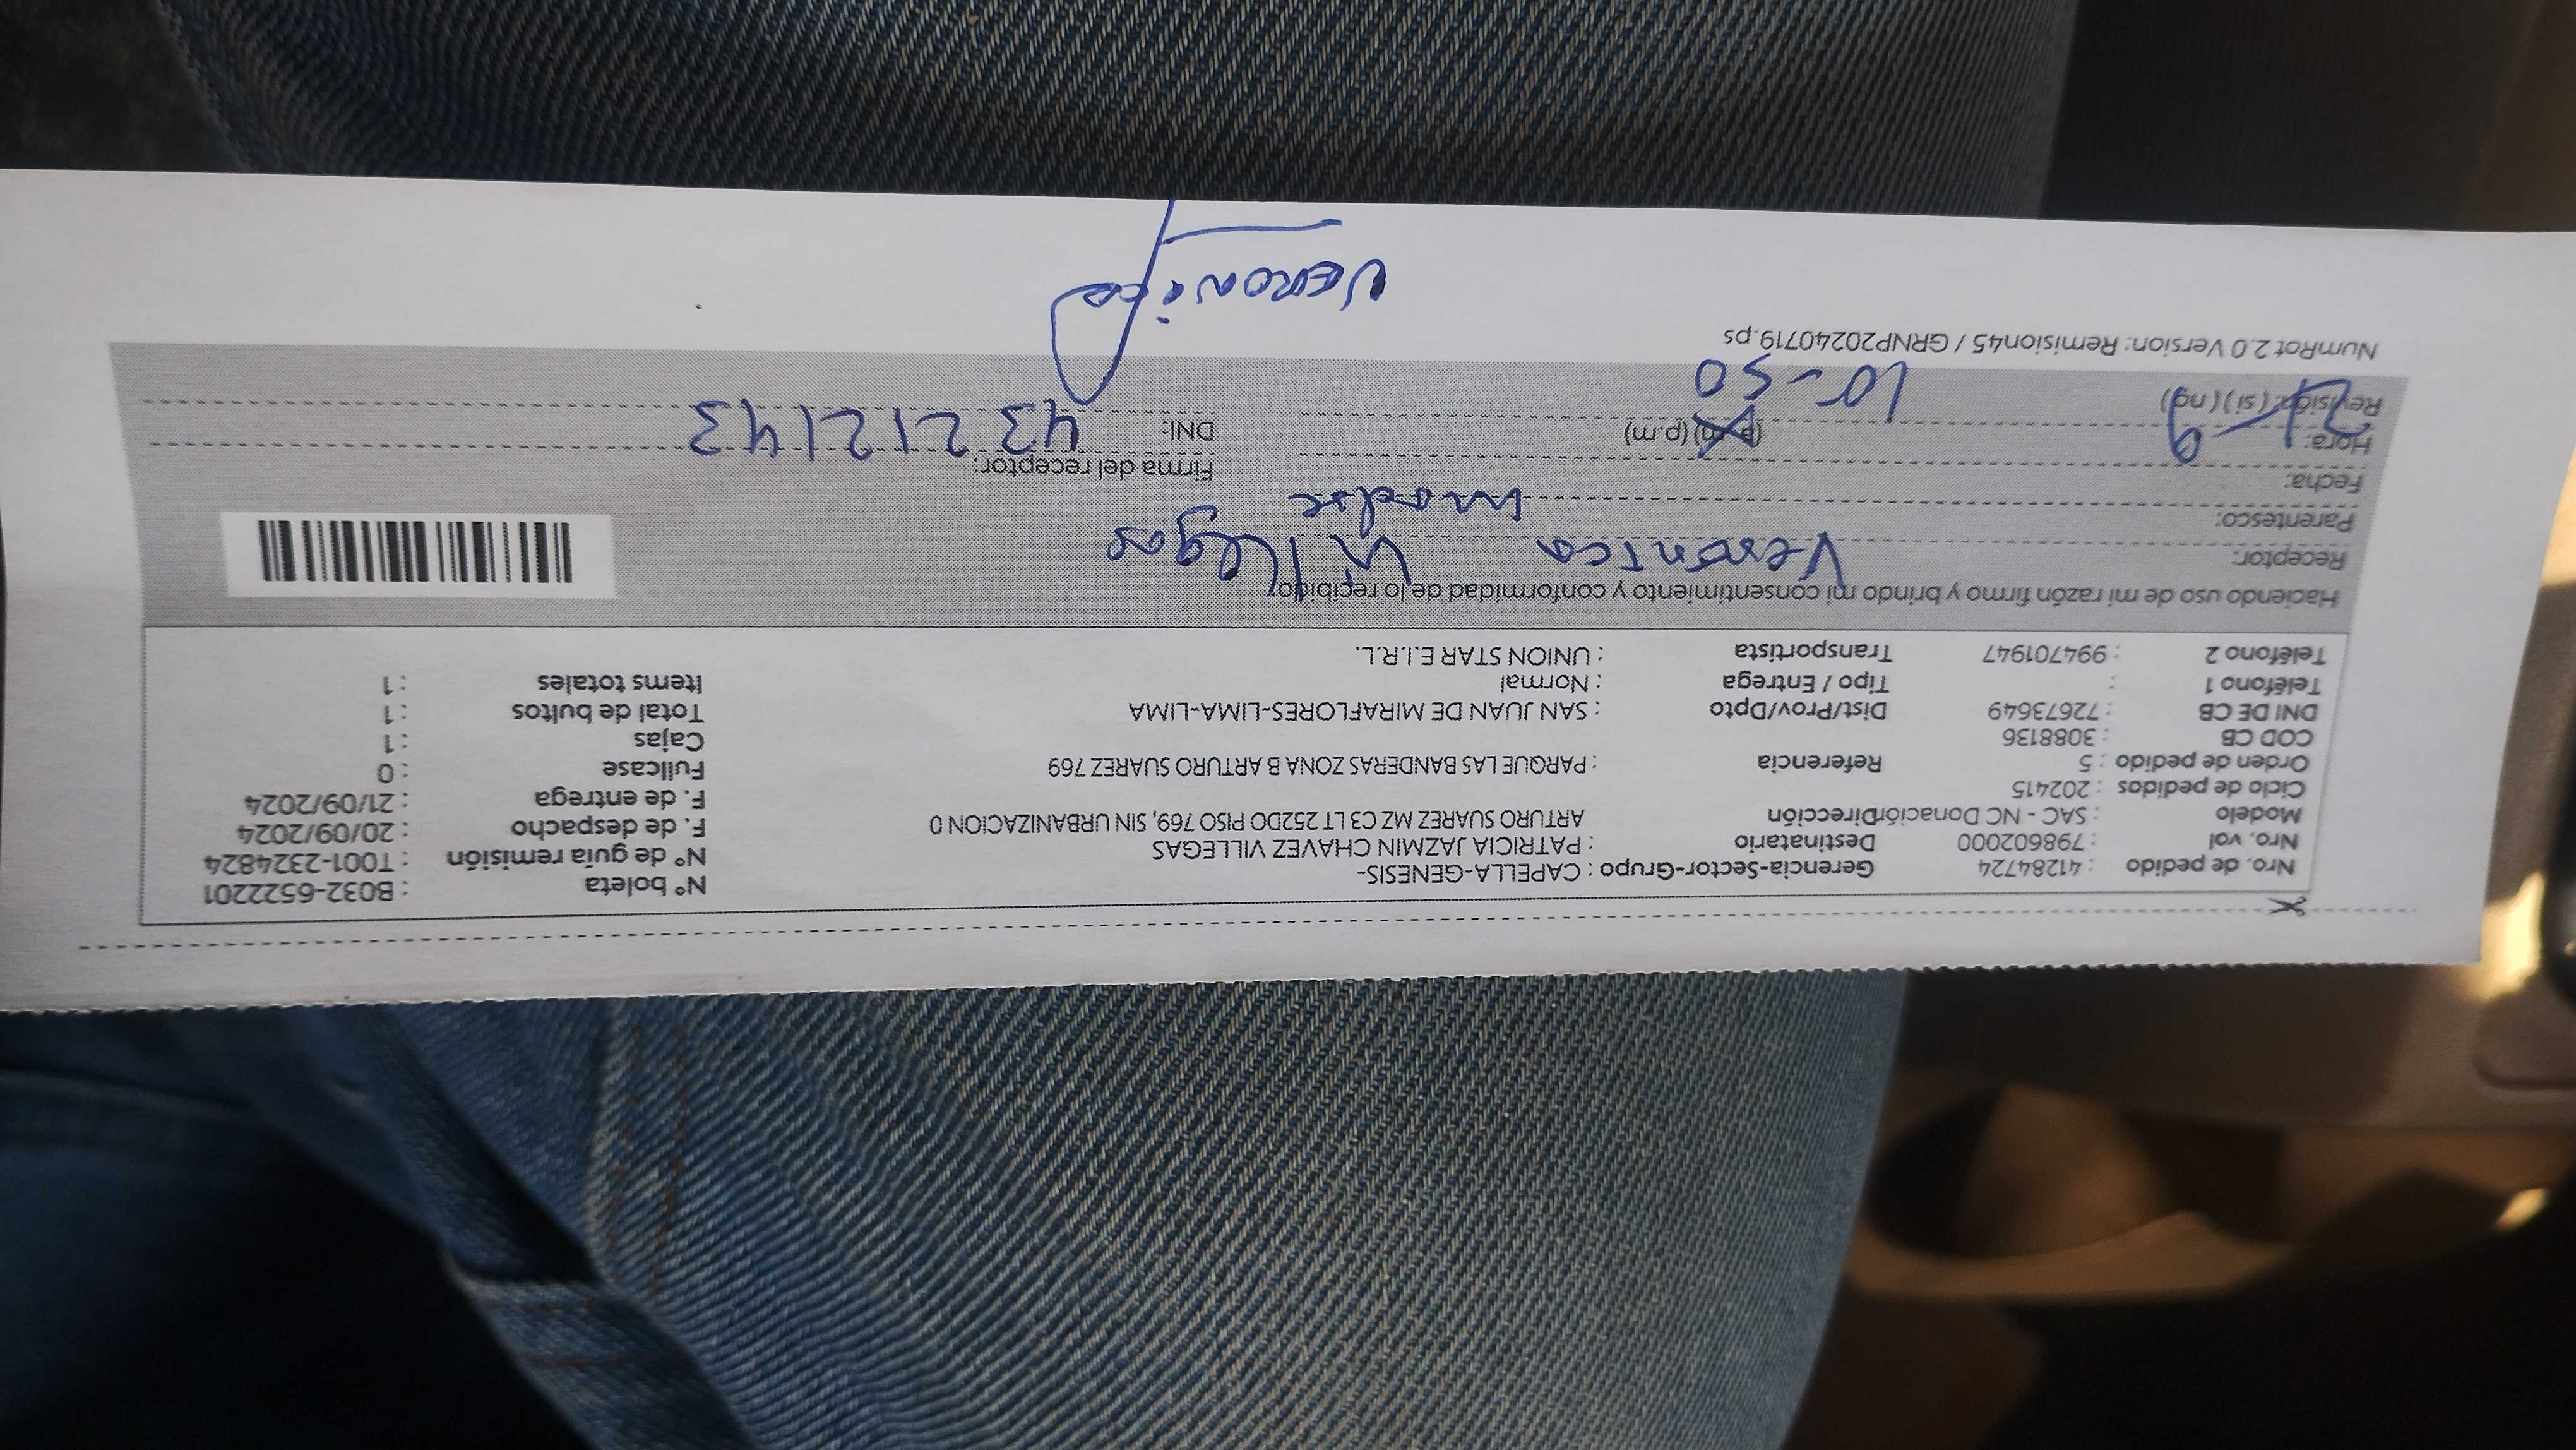 Nro. de pedido : 41284724 Gerencia-Sector-Grupo : CAPELLA-GENESIS- N° boleta : B032-6522201
Nro. vol : 798602000 Destinatario : PATRICIA JAZMIN CHAVEZ VILLEGAS N° de guía remisión : T001-2324824
Modelo : SAC - NC Donación Dirección ARTURO SUAREZ MZ C3 LT 252DO PISO 769, SIN URBANIZACION 0 F. de despacho : 20/09/2024
Ciclo de pedidos : 202415 F. de entrega : 21/09/2024
Orden de pedido : 5 Referencia : PARQUE LAS BANDERAS ZONA B ARTURO SUAREZ 769 Fullcase : 0
COD CB : 3088136 Cajas : 1
DNI DE CB : 72673649 Dist/Prov/Dpto : SAN JUAN DE MIRAFLORES-LIMA-LIMA Total de bultos : 1
Teléfono 1 : Tipo / Entrega : Normal Items totales : 1
Teléfono 2 : 994701947 Transportista : UNION STAR E.I.R.L.
Haciendo uso de mi razón firmo y brindo mi consentimiento y conformidad de lo recibido,
Receptor: Verónica Villegas
Parentesco: madre
Fecha: 21-9
Firma del receptor:
Hora: 10-50 (a.m) (p.m)
DNI: 43212143
Revisión: (si) (no)
NumRot 2.0 Version: Remision45 / GRNP20240719.ps
Veronica